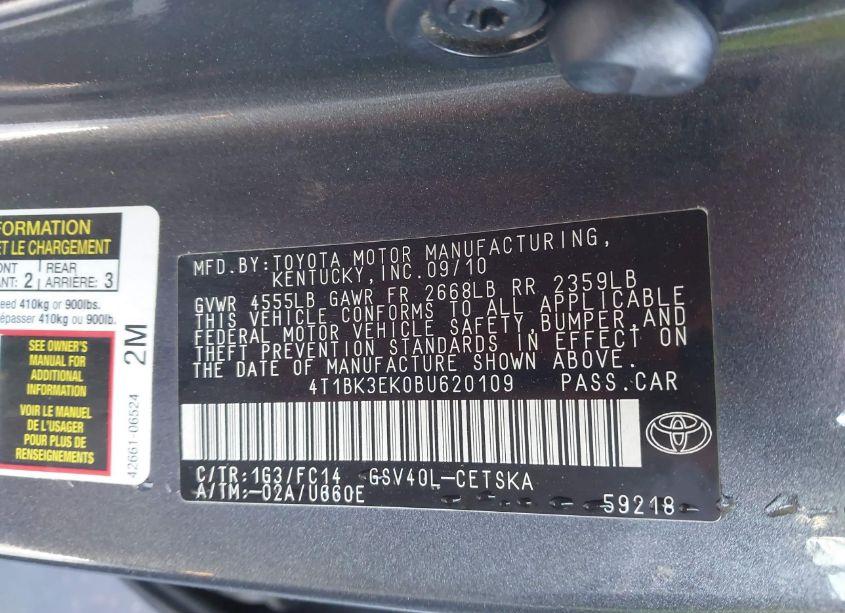 FORMATION
ET LE CHARGEMENT
ANT: 2
REAR
ARRIÈRE: 3
410kg or 900lbs.
410kg ou 900lb.
SEE OWNER'S
MANUAL FOR
ADDITIONAL
INFORMATION
VOIR LE MANUEL
DE L'USAGER
POUR PLUS DE
RENSEIGNEMENTS
2M
42661-06524
MFD.BY:TOYOTA MOTOR MANUFACTURING,
KENTUCKY,INC.09/10
GVWR 4555LB GAWR FR 2668LB RR 2359LB
THIS VEHICLE CONFORMS TO ALL APPLICABLE
FEDERAL MOTOR VEHICLE SAFETY,BUMPER,AND
THEFT PREVENTION STANDARDS IN EFFECT ON
THE DATE OF MANUFACTURE SHOWN ABOVE.
4T1BK3EK0BU620109 PASS.CAR
C/TR:1G3/FC14 GSV40L-CETSKA
A/TM:-02A/U660E
59218